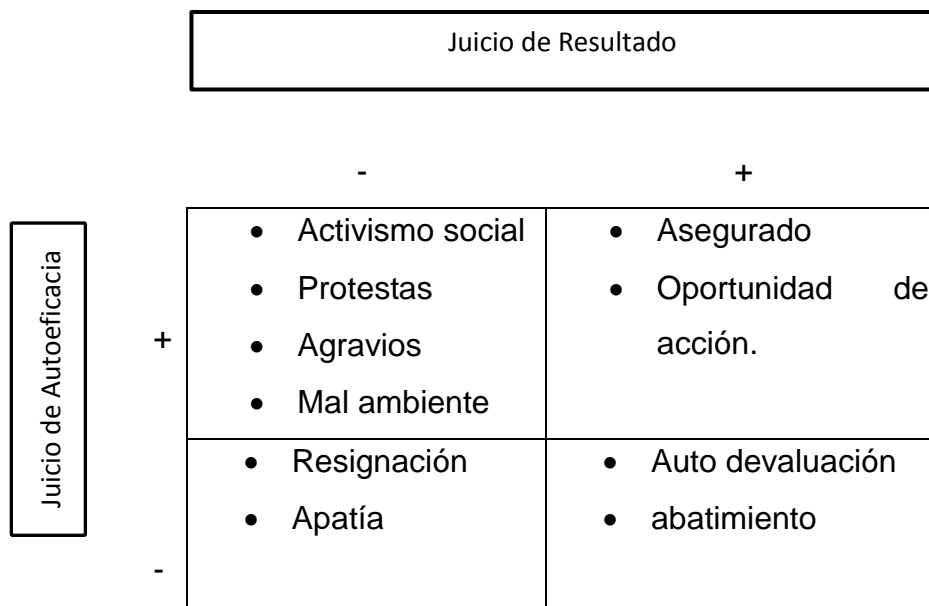 Juicio de Resultado
- +
Juicio de Autoeficacia
+
• Activismo social
• Protestas
• Agravios
• Mal ambiente
• Asegurado
• Oportunidad de
acción.
-
• Resignación
• Apatía
• Auto devaluación
• abatimiento